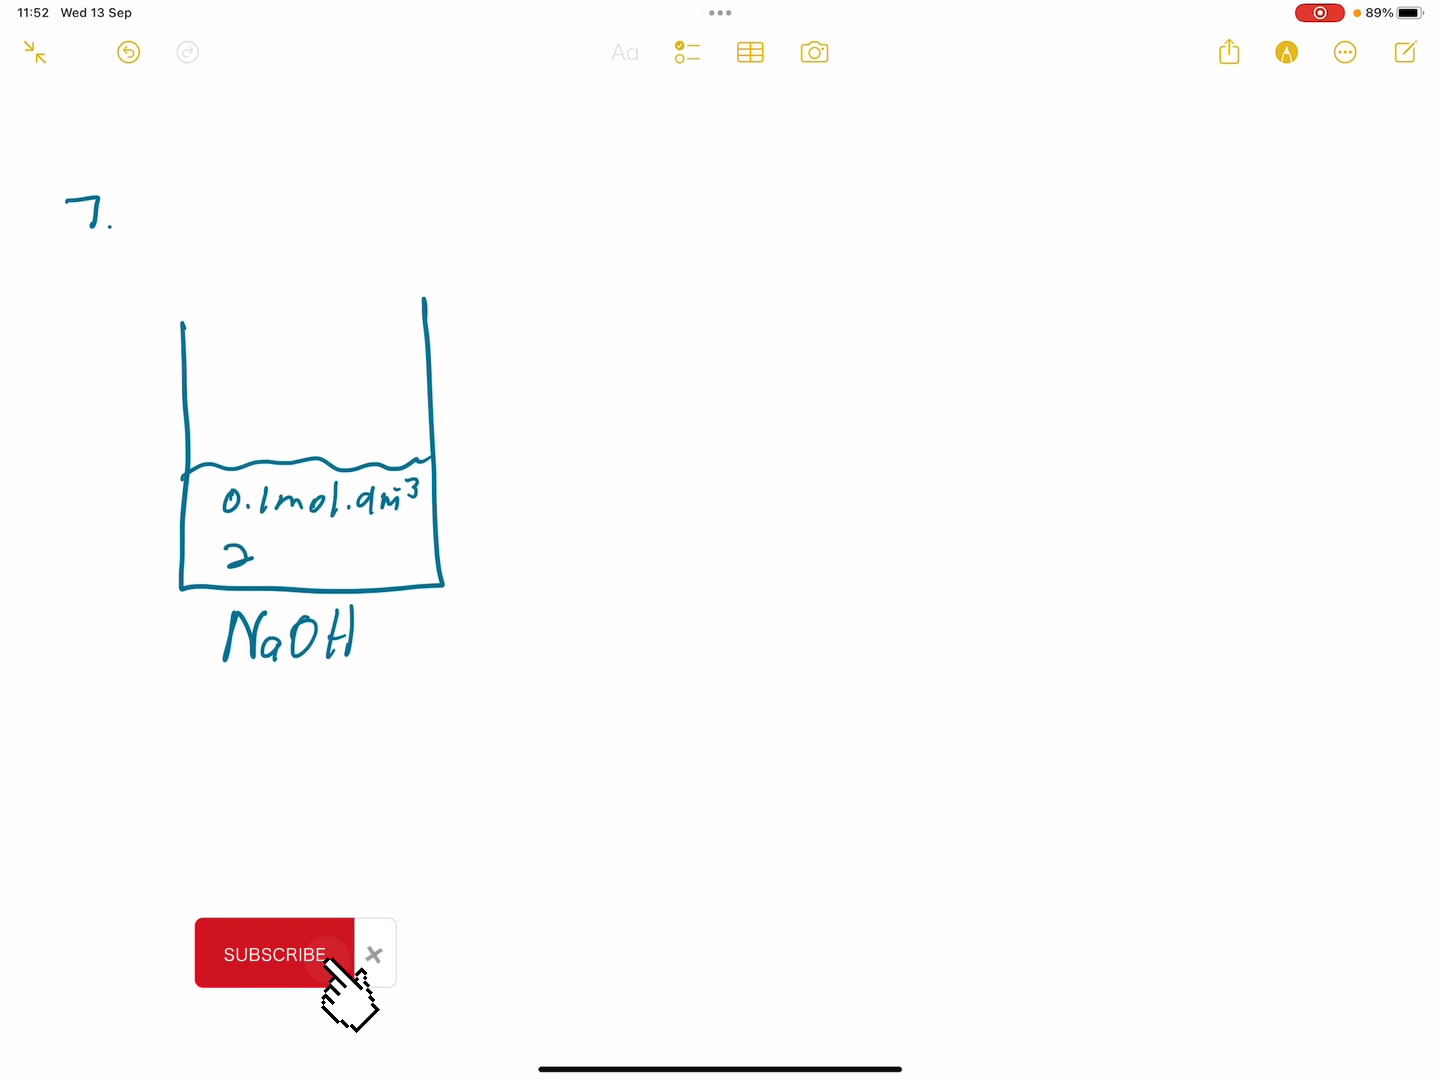 11:52 Wed 13 Sep
89%
Aa
7.
0.1mol.dm⁻³
2
NaOH
SUBSCRIBE